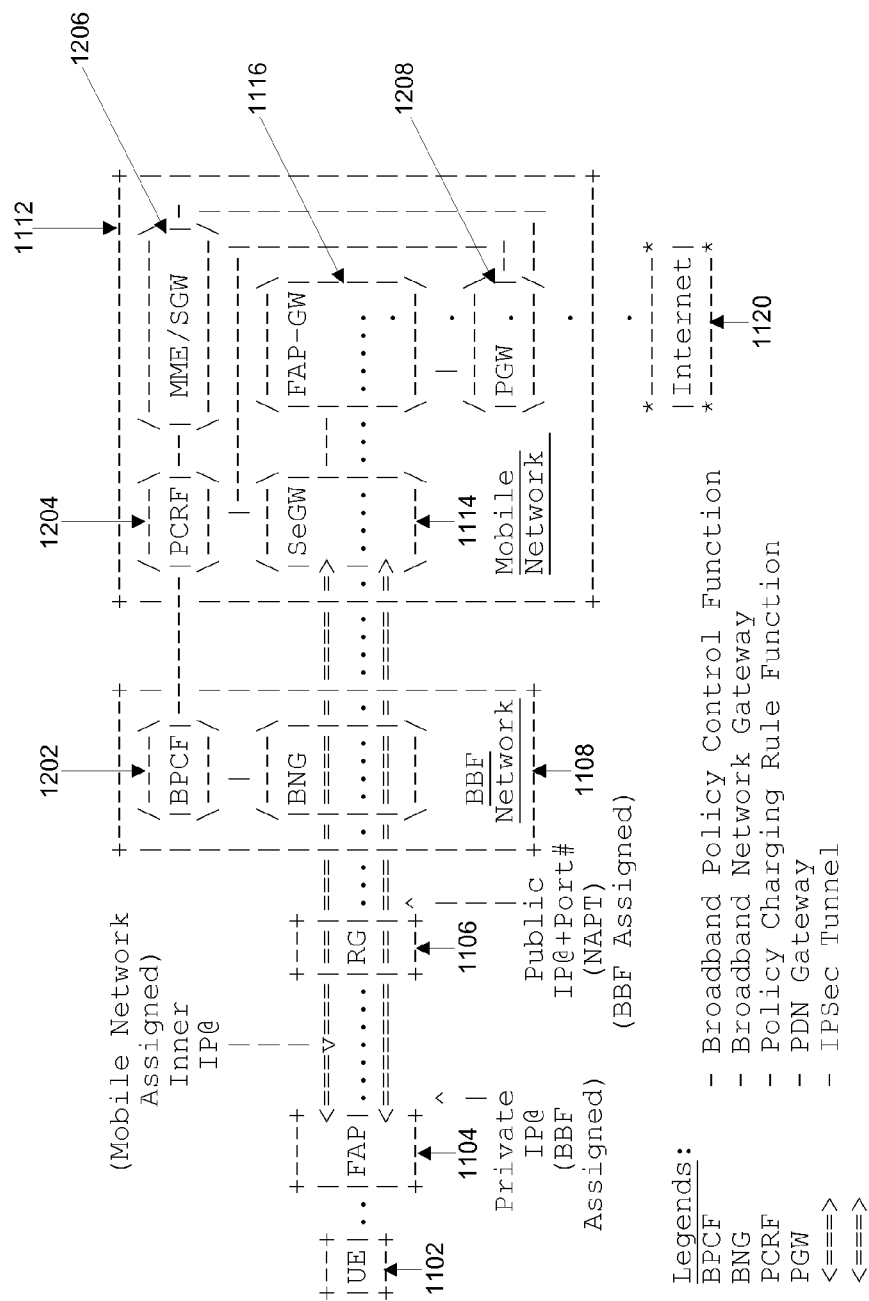 1112
1206
1204
1202
1116
1208
(Mobile Network
Assigned)
Inner
IP@
BPCF
PCRF
MME/SGW
UE
FAP
RG
BNG
SeGW
FAP-GW
1102
1104
1106
1114
Private
IP@
(BBF
Assigned)
Public
IP@+Port#
(NAPT)
(BBF Assigned)
BBF
Network
1108
Mobile
Network
PGW
Internet
1120
Legends:
BPCF - Broadband Policy Control Function
BNG - Broadband Network Gateway
PCRF - Policy Charging Rule Function
PGW - PDN Gateway
<====> - IPSec Tunnel
<====>